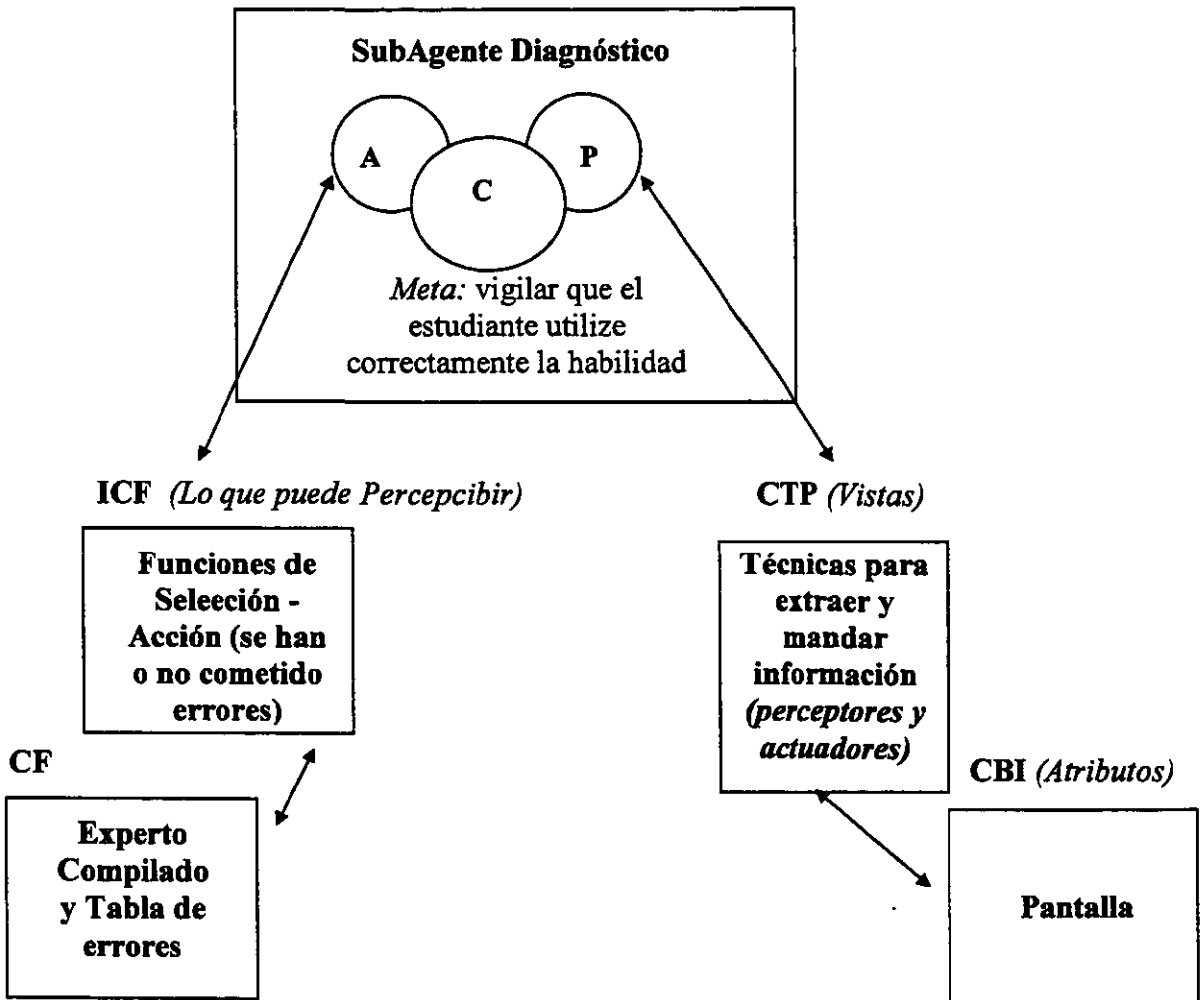 SubAgente Diagnóstico
A
P
C
Meta: vigilar que el
estudiante utilize
correctamente la habilidad
ICF (Lo que puede Percepcibir)
CTP (Vistas)
Funciones de
Seleeción -
Acción (se han
o no cometido
errores)
Técnicas para
extraer y
mandar
información
(perceptores y
actuadores)
CF
CBI (Atributos)
Experto
Compilado
y Tabla de
errores
Pantalla